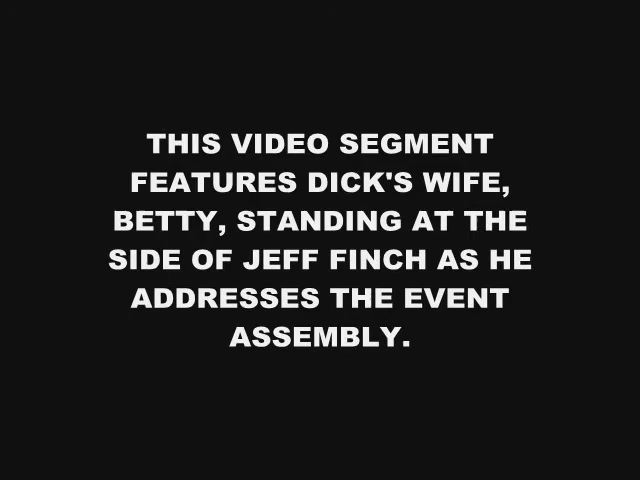 THIS VIDEO SEGMENT
FEATURES DICK'S WIFE,
BETTY, STANDING AT THE
SIDE OF JEFF FINCH AS HE
ADDRESSES THE EVENT
ASSEMBLY.